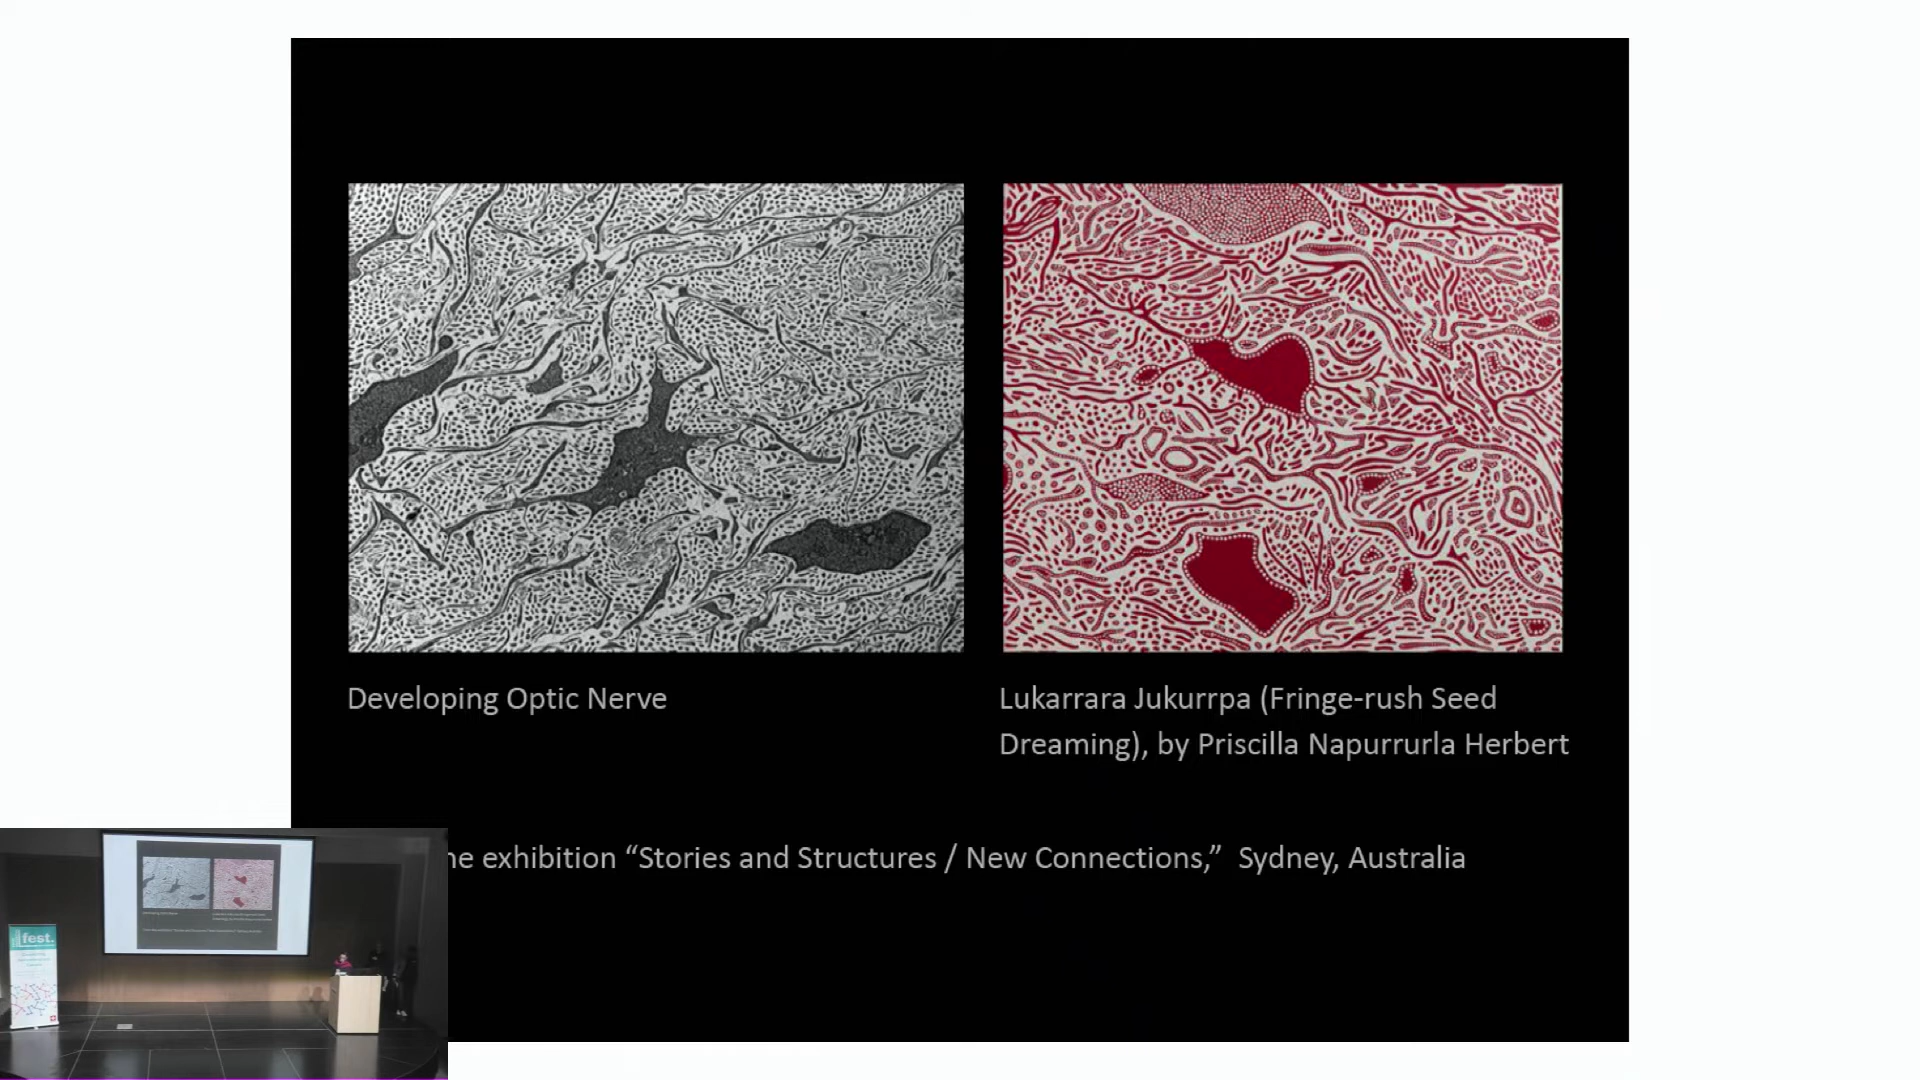 Developing Optic Nerve
Lukarrara Jukurrpa (Fringe-rush Seed
Dreaming), by Priscilla Napurrurla Herbert
he exhibition “Stories and Structures / New Connections,” Sydney, Australia
fest.